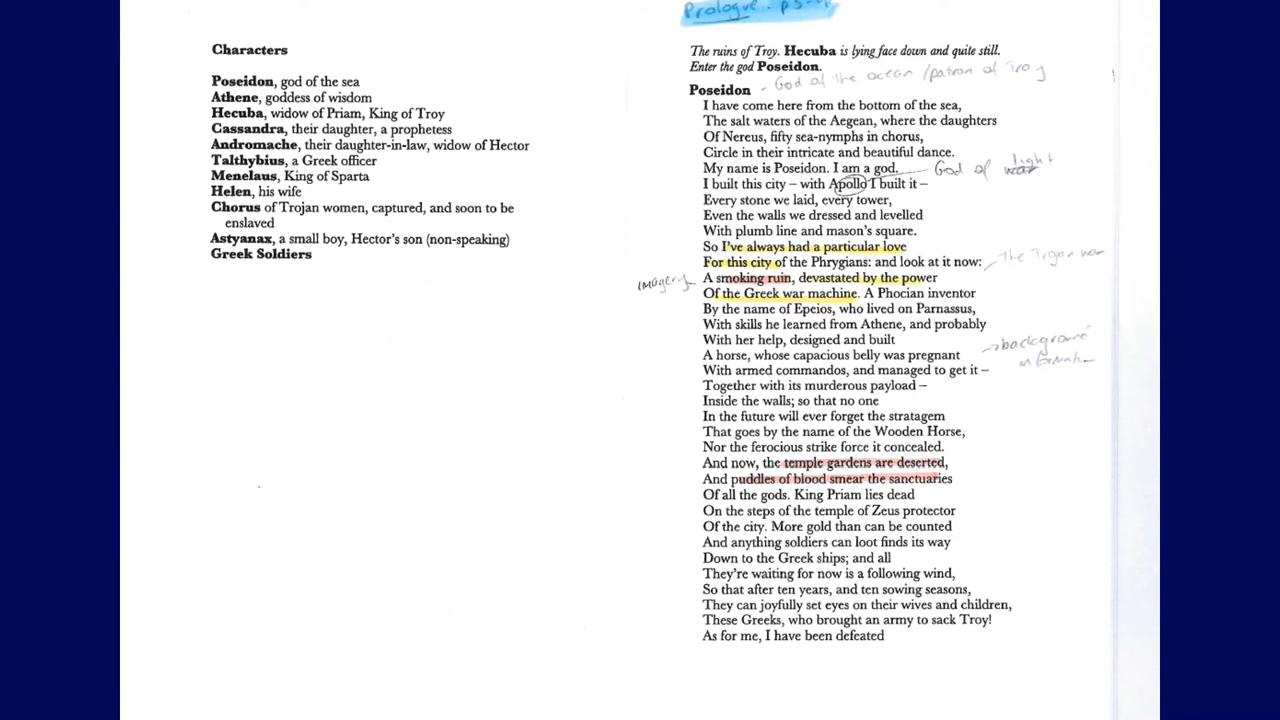 Characters
Poseidon, god of the sea
Athene, goddess of wisdom
Hecuba, widow of Priam, King of Troy
Cassandra, their daughter, a prophetess
Andromache, their daughter-in-law, widow of Hector
Talthybius, a Greek officer
Menelaus, King of Sparta
Helen, his wife
Chorus of Trojan women, captured, and soon to be
enslaved
Astyanax, a small boy, Hector's son (non-speaking)
Greek Soldiers
Prologue
The ruins of Troy. Hecuba is lying face down and quite still.
Enter the god Poseidon.
Poseidon - God of the ocean / patron of Troy
I have come here from the bottom of the sea,
The salt waters of the Aegean, where the daughters
Of Nereus, fifty sea-nymphs in chorus,
Circle in their intricate and beautiful dance.
My name is Poseidon. I am a god.
God of light
I built this city – with Apollo I built it –
Every stone we laid, every tower,
Even the walls we dressed and levelled
With plumb line and mason's square.
So I've always had a particular love
For this city of the Phrygians: and look at it now:
the Trojan war
A smoking ruin, devastated by the power
Imagery
Of the Greek war machine. A Phocian inventor
By the name of Epeios, who lived on Parnassus,
With skills he learned from Athene, and probably
With her help, designed and built
A horse, whose capacious belly was pregnant
background
information
With armed commandos, and managed to get it –
Together with its murderous payload –
Inside the walls; so that no one
In the future will ever forget the stratagem
That goes by the name of the Wooden Horse,
Nor the ferocious strike force it concealed.
And now, the temple gardens are deserted,
And puddles of blood smear the sanctuaries
Of all the gods. King Priam lies dead
On the steps of the temple of Zeus protector
Of the city. More gold than can be counted
And anything soldiers can loot finds its way
Down to the Greek ships; and all
They're waiting for now is a following wind,
So that after ten years, and ten sowing seasons,
They can joyfully set eyes on their wives and children,
These Greeks, who brought an army to sack Troy!
As for me, I have been defeated